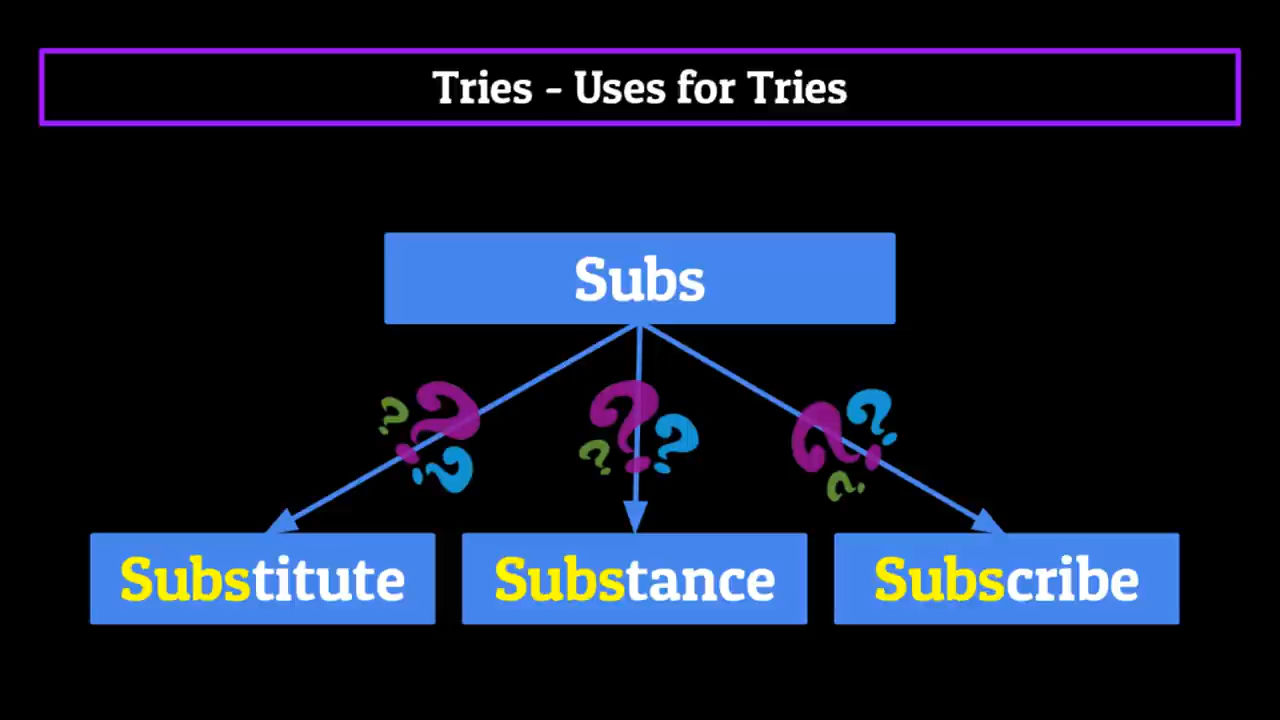 Tries - Uses for Tries
Subs
? ? ? ? ? ? ? ? ?
Substitute Substance Subscribe